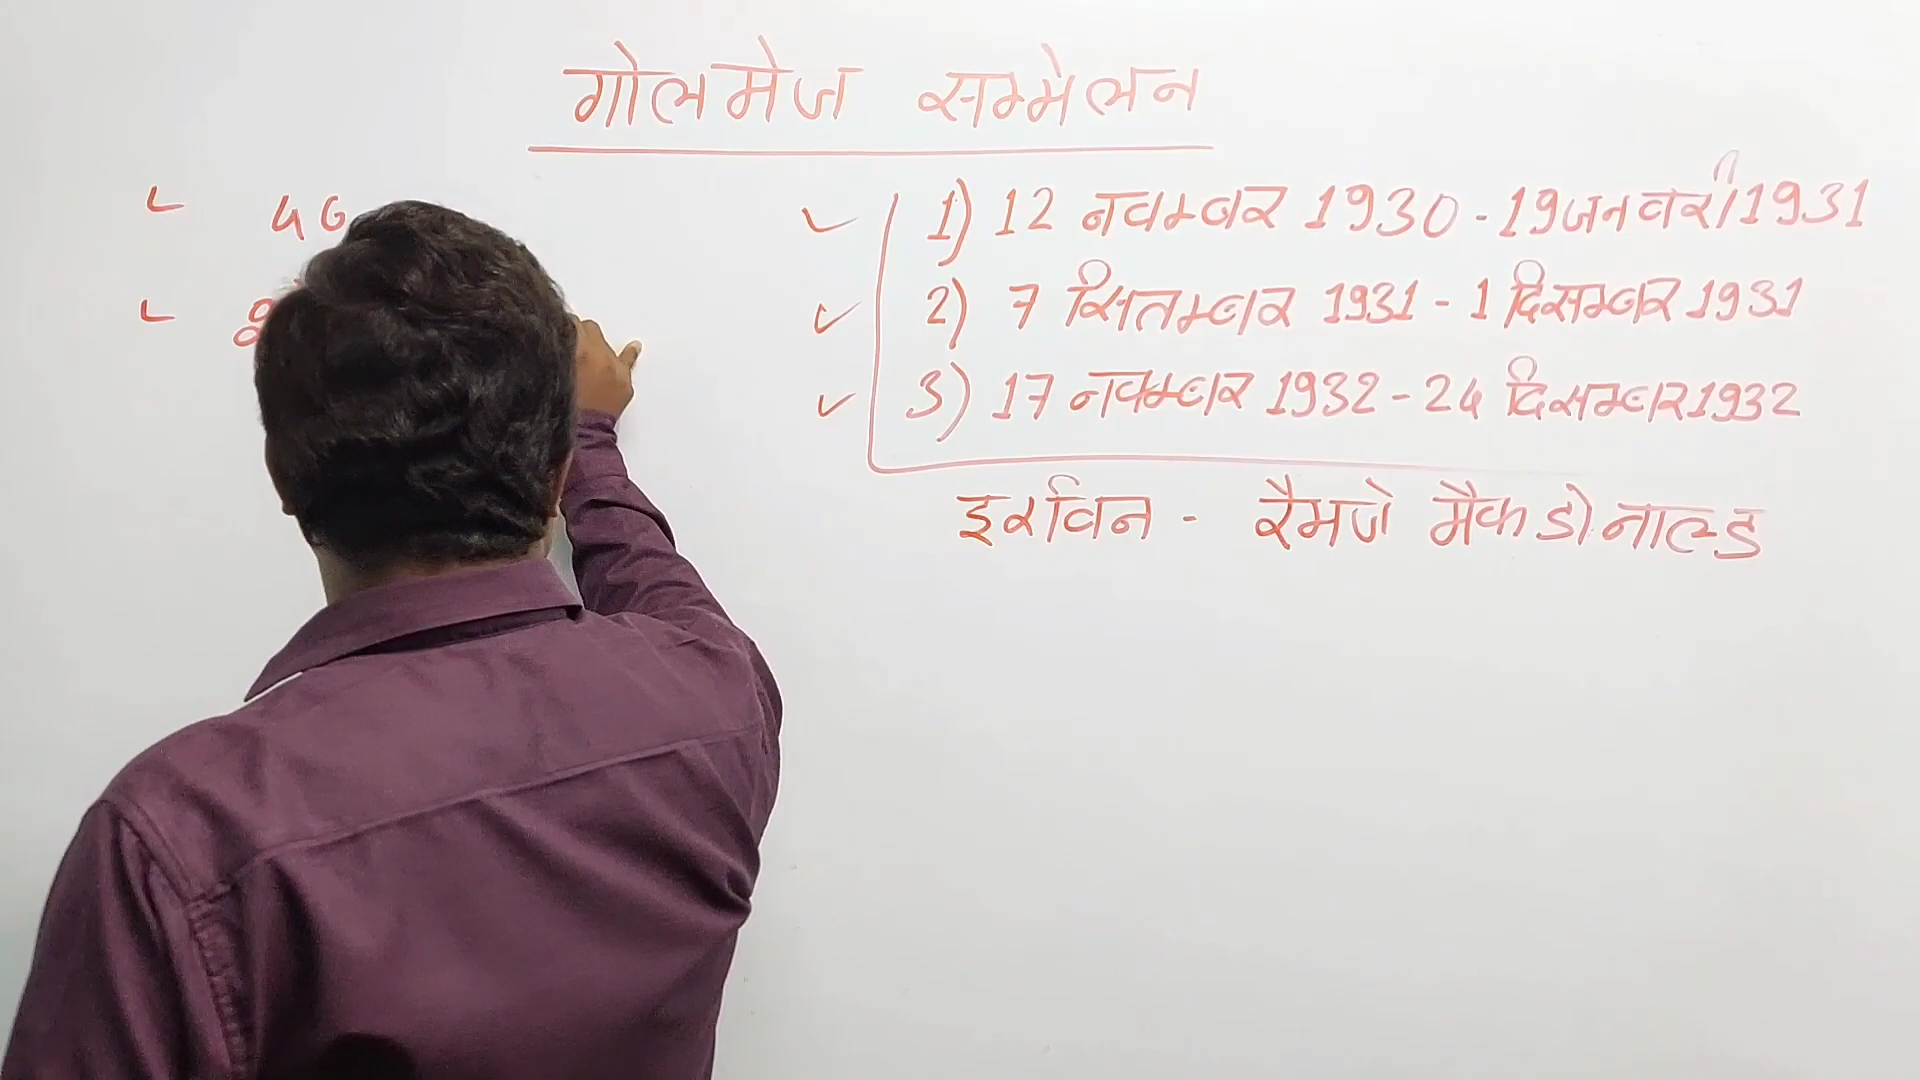 गोलमेज सम्मेलन
1) 12 नवम्बर 1930 - 19 जनवरी 1931
2) 7 सितम्बर 1931 - 1 दिसम्बर 1931
3) 17 नवम्बर 1932 - 24 दिसम्बर 1932
इरविन - रैमजे मैकडोनाल्ड